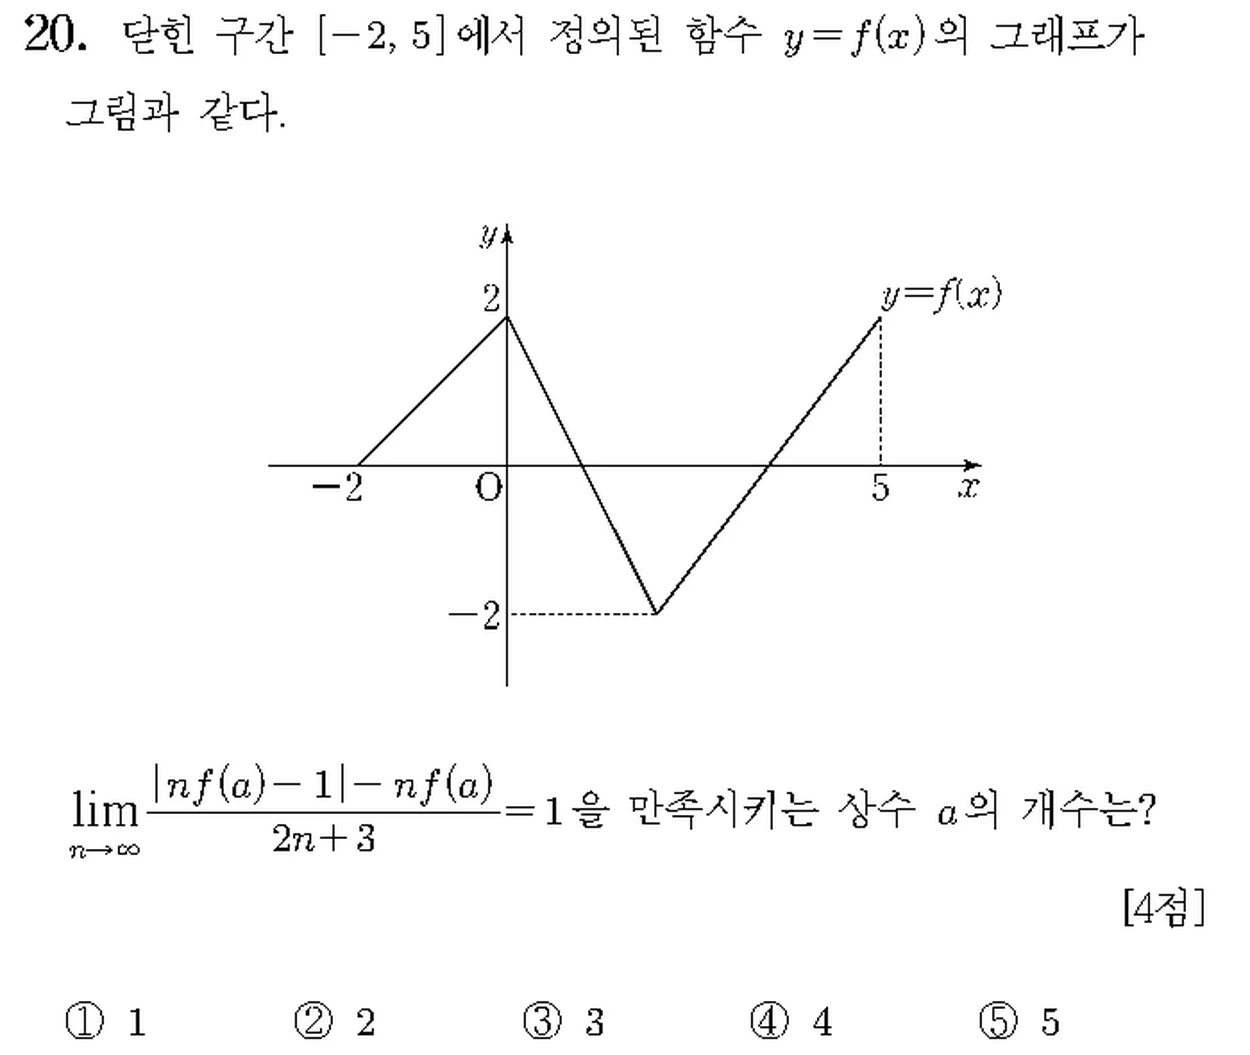 20. 닫힌 구간 [−2, 5]에서 정의된 함수 y=f(x)의 그래프가
그림과 같다.
y
2
y=f(x)
−2
O
5
x
−2
lim_{n→∞} (|nf(a)−1|−nf(a))/(2n+3) = 1을 만족시키는 상수 a의 개수는?
[4점]
① 1 ② 2 ③ 3 ④ 4 ⑤ 5